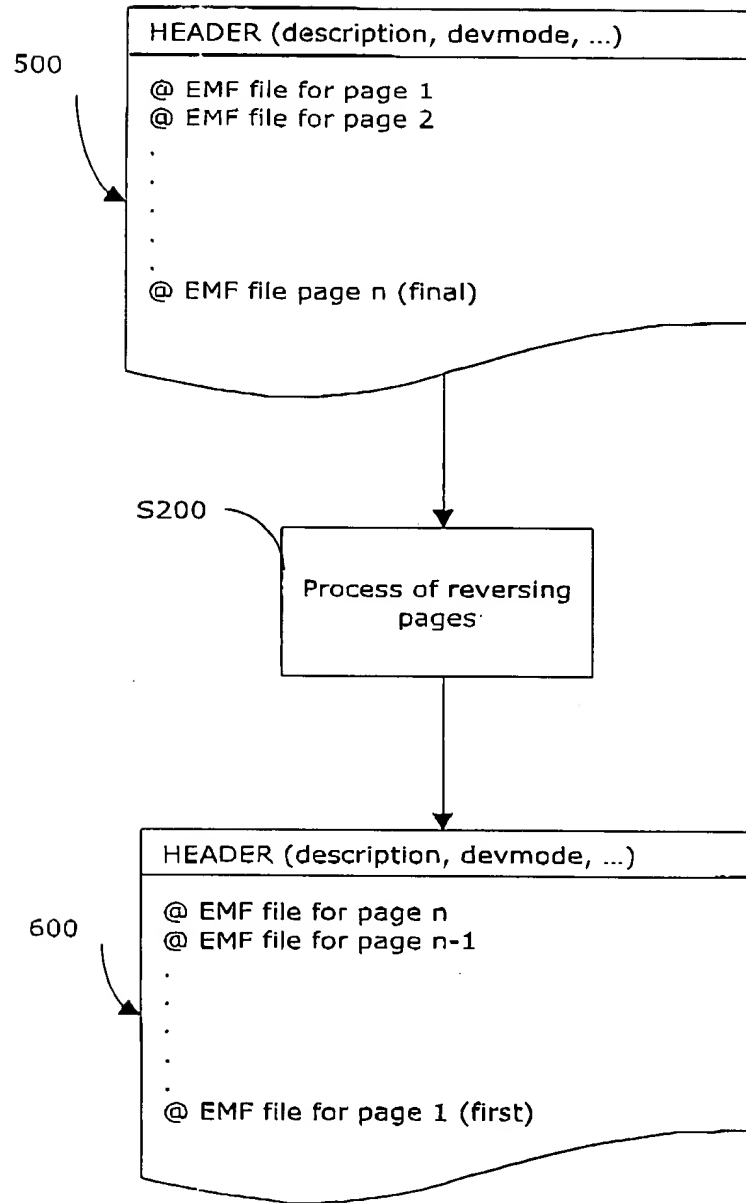 HEADER (description, devmode, ...)
500
@ EMF file for page 1
@ EMF file for page 2
.
.
.
.
.
@ EMF file page n (final)
S200
Process of reversing
pages
HEADER (description, devmode, ...)
600
@ EMF file for page n
@ EMF file for page n-1
.
.
.
.
.
@ EMF file for page 1 (first)